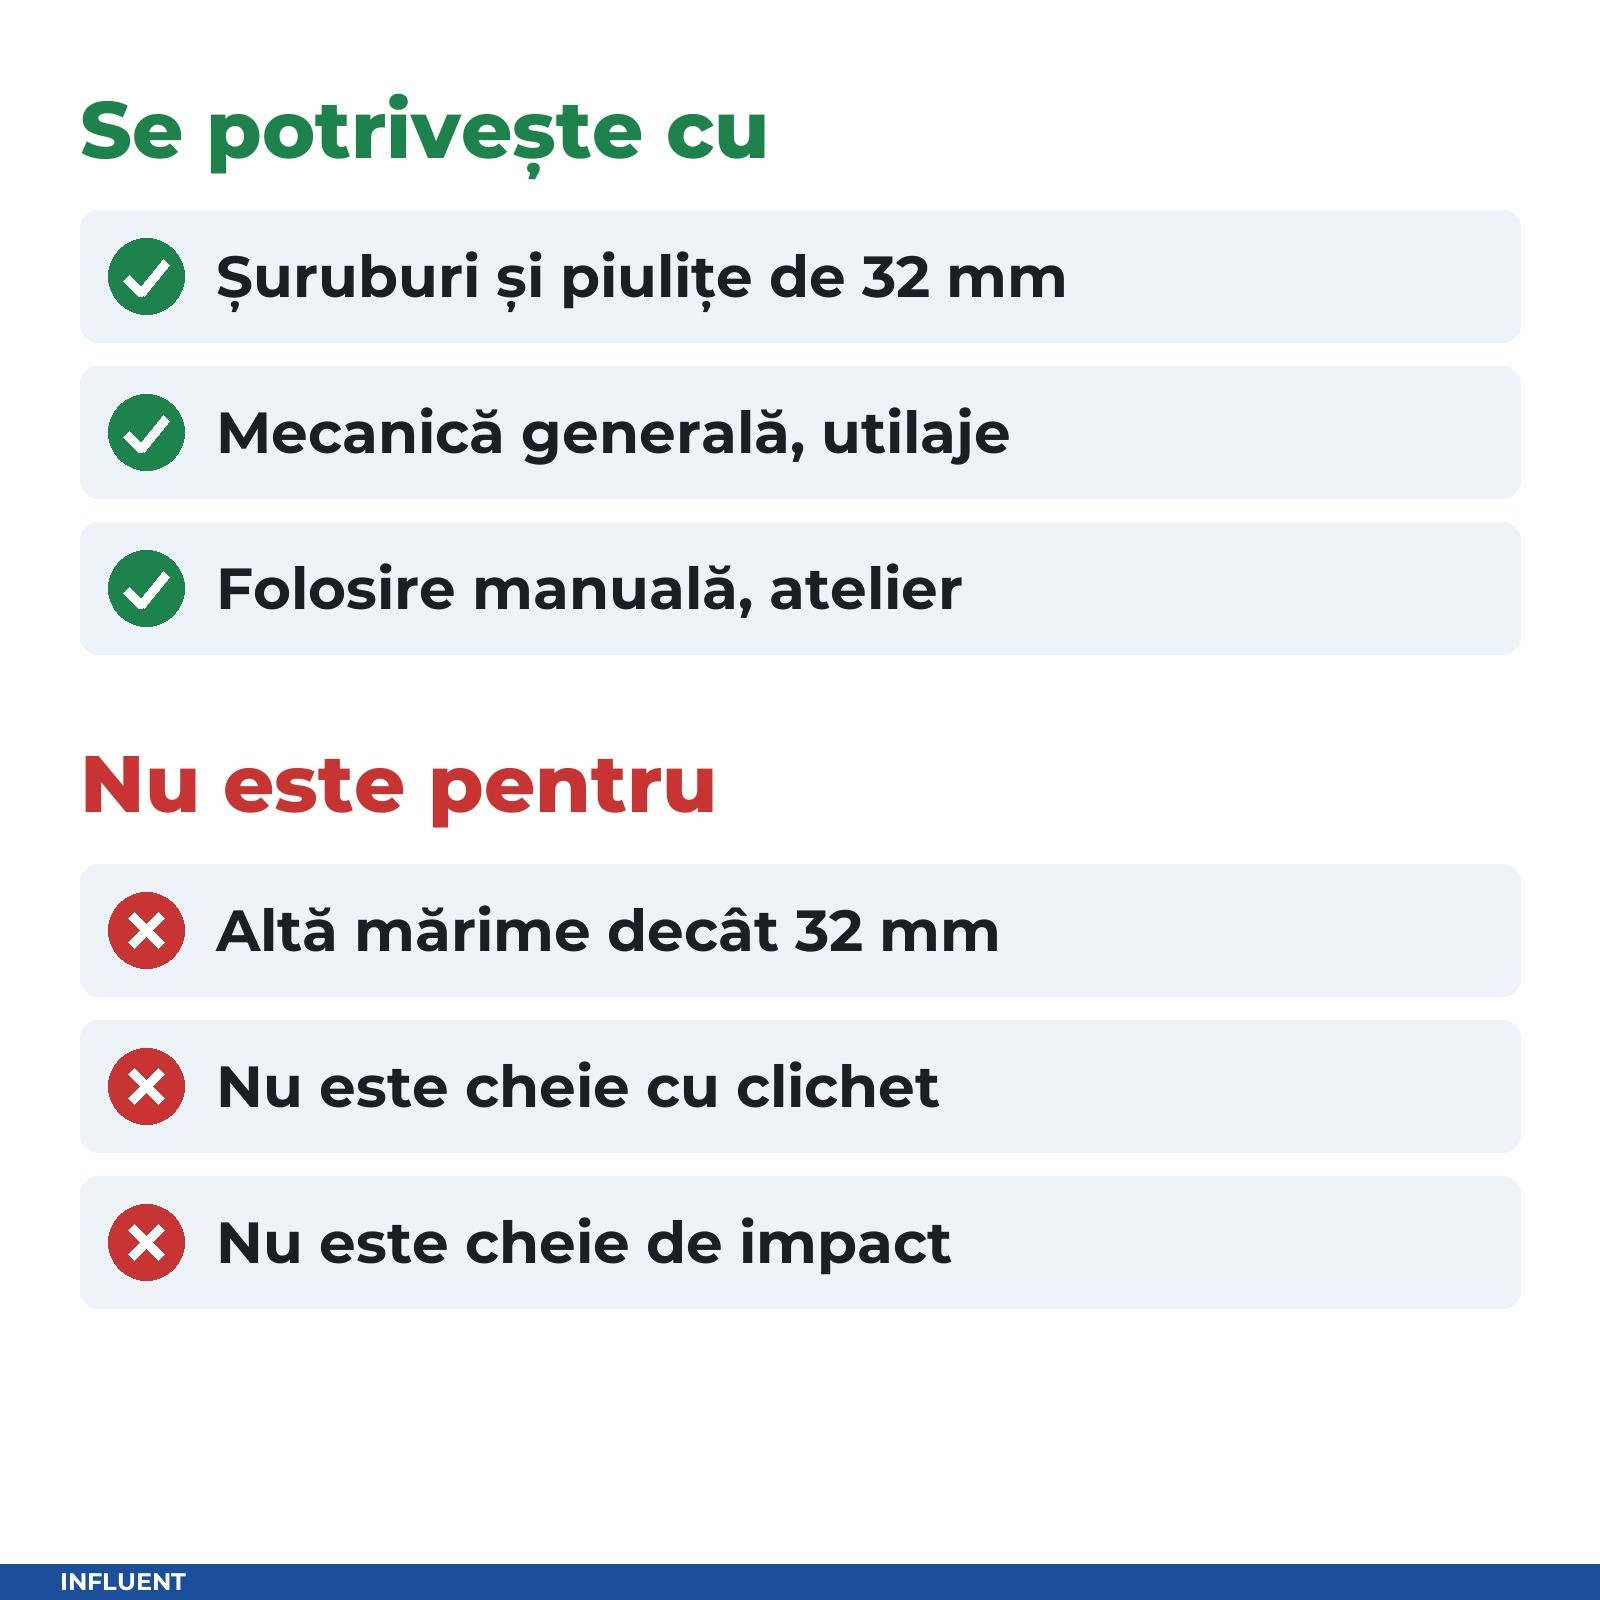 Se potrivește cu
Șuruburi și piulițe de 32 mm
Mecanică generală, utilaje
Folosire manuală, atelier
Nu este pentru
Altă mărime decât 32 mm
Nu este cheie cu clichet
Nu este cheie de impact
INFLUENT